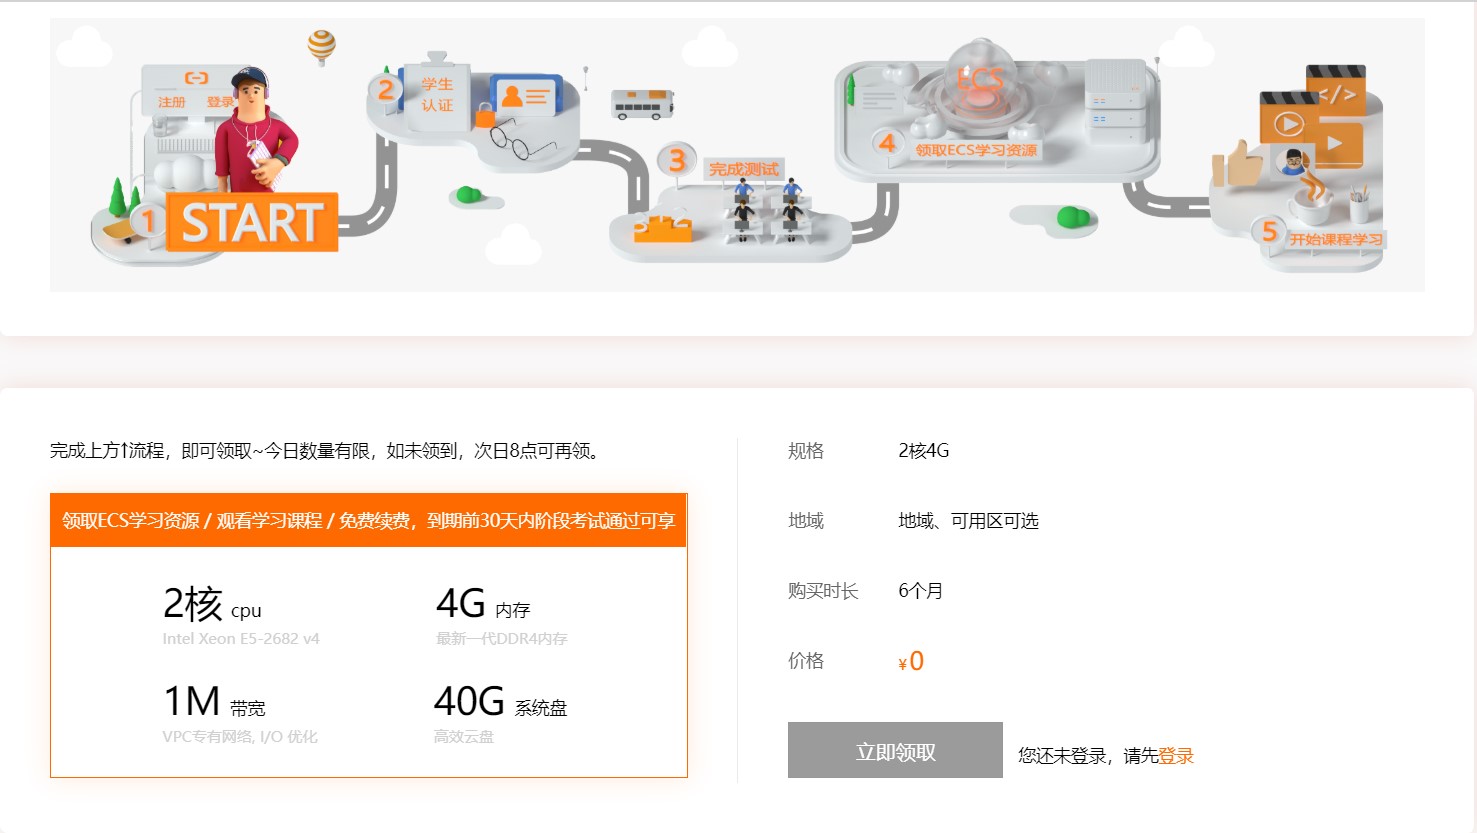 注册 登录
1 START
2
学生
认证
3 完成测试
ECS
4 领取ECS学习资源
</>
5 开始课程学习
完成上方↑流程，即可领取~今日数量有限，如未领到，次日8点可再领。
领取ECS学习资源 / 观看学习课程 / 免费续费，到期前30天内阶段考试通过可享
2核 cpu
Intel Xeon E5-2682 v4
4G 内存
最新一代DDR4内存
1M 带宽
VPC专有网络, I/O 优化
40G 系统盘
高效云盘
规格 2核4G
地域 地域、可用区可选
购买时长 6个月
价格 ¥0
立即领取 您还未登录，请先登录